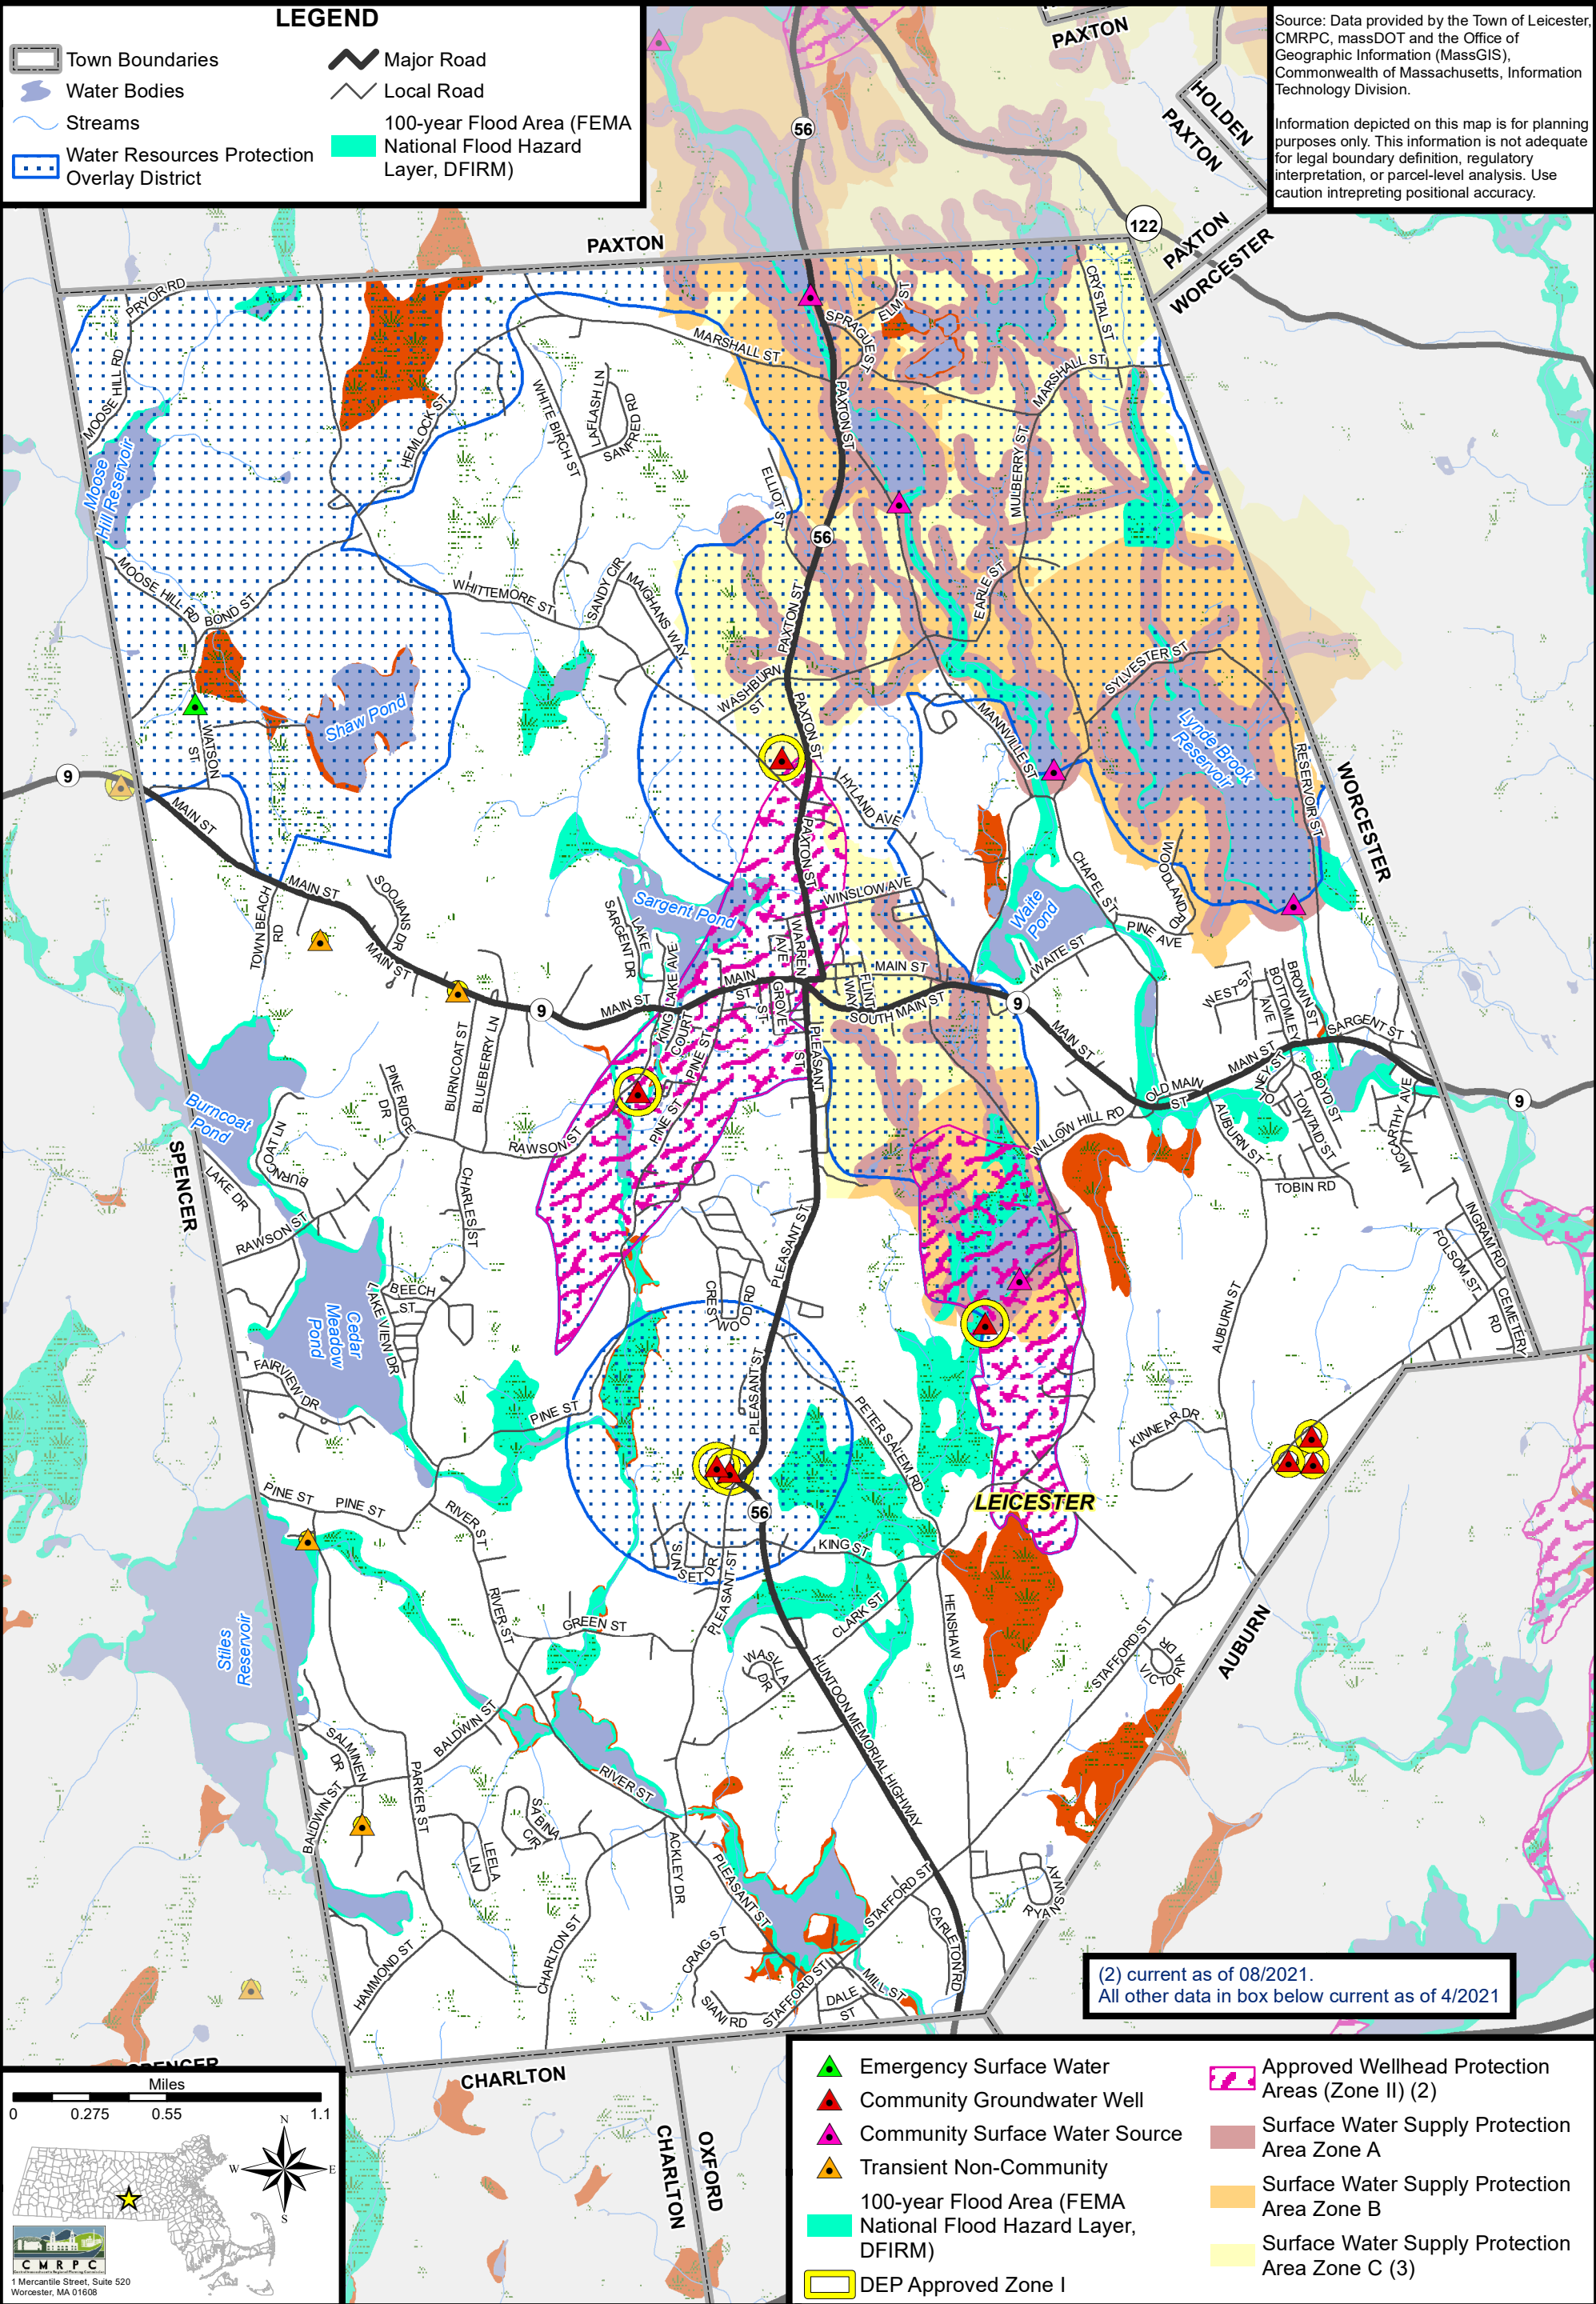 LEGEND
Town Boundaries
Water Bodies
Streams
Water Resources Protection
Overlay District
Major Road
Local Road
100-year Flood Area (FEMA
National Flood Hazard
Layer, DFIRM)
Source: Data provided by the Town of Leicester,
CMRPC, massDOT and the Office of
Geographic Information (MassGIS),
Commonwealth of Massachusetts, Information
Technology Division.
Information depicted on this map is for planning
purposes only. This information is not adequate
for legal boundary definition, regulatory
interpretation, or parcel-level analysis. Use
caution intrepreting positional accuracy.
PAXTON
HOLDEN
PAXTON
56
122
PAXTON
PAXTON
WORCESTER
PRYOR RD
MOOSE HILL RD
Moose
Hill Reservoir
HEMLOCK ST
MARSHALL ST
WHITE BIRCH ST
LAFLASH LN
SANFRED RD
SPRAGUE ST
ELM ST
CRYSTAL ST
MARSHALL ST
PAXTON ST
MULBERRY ST
ELLIOT ST
56
MOOSE HILL RD
BOND ST
WHITTEMORE ST
SANDY CIR
MAIGHANS WAY
PAXTON ST
EARLE ST
WASHBURN
ST
SYLVESTER ST
Shaw Pond
WATSON
ST
PAXTON ST
MANNVILLE ST
Lynde Brook
Reservoir
RESERVOIR ST
WORCESTER
9
MAIN ST
HYLAND AVE
PAXTON ST
WINSLOW AVE
MAIN ST
SOOJIANS DR
TOWN BEACH
RD
MAIN ST
Sargent Pond
SARGENT DR
LAKE
KING LAKE AVE
COURT
Waite
Pond
CHAPEL ST
WOODLAND
RD
PINE AVE
WAITE ST
WARREN
AVE
MAIN ST
MAIN
ST
GROVE
ST
FLINT
WAY
SOUTH MAIN ST
9
MAIN ST
9
WEST ST
BOTTOMLEY
AVE
BROWN ST
SARGENT ST
MAIN ST
MAIN ST
OLD MAIN
ST
BOYD ST
TOWTAID ST
MCCARTHY AVE
9
BURNCOAT ST
BLUEBERRY LN
PINE RIDGE
DR
PINE ST
PINE ST
RAWSON ST
PLEASANT
ST
WILLOW HILL RD
AUBURN ST
TOBIN RD
Burncoat
Pond
SPENCER
LAKE DR
BURNCOAT LN
RAWSON ST
CHARLES ST
Cedar
Meadow
Pond
LAKE VIEW DR
BEECH
ST
FAIRVIEW DR
PLEASANT ST
CREST
WOOD RD
INGRAM RD
FOLSOM ST
CEMETERY
RD
AUBURN ST
PLEASANT ST
PETER SALEM RD
KINNEAR DR
PINE ST
PINE ST
PINE ST
RIVER ST
LEICESTER
56
KING ST
SUNSET DR
PLEASANT ST
Stiles
Reservoir
RIVER ST
GREEN ST
CLARK ST
HENSHAW ST
WASILLA
DR
STAFFORD ST
VICTORIA DR
AUBURN
HUNTOON MEMORIAL HIGHWAY
SALMINEN
DR
BALDWIN ST
BALDWIN ST
PARKER ST
RIVER ST
SABINA
CIR
LEELA
LN
ACKLEY DR
PLEASANT ST
STAFFORD ST
CARLETON RD
RYANS WAY
HAMMOND ST
CHARLTON ST
CRAIG ST
SIANI RD
STAFFORD ST
DALE
ST
MILL ST
SPENCER
CHARLTON
CHARLTON
OXFORD
(2) current as of 08/2021.
All other data in box below current as of 4/2021
Miles
0 0.275 0.55 1.1
N
W E
S
CMRPC
1 Mercantile Street, Suite 520
Worcester, MA 01608
Emergency Surface Water
Community Groundwater Well
Community Surface Water Source
Transient Non-Community
100-year Flood Area (FEMA
National Flood Hazard Layer,
DFIRM)
DEP Approved Zone I
Approved Wellhead Protection
Areas (Zone II) (2)
Surface Water Supply Protection
Area Zone A
Surface Water Supply Protection
Area Zone B
Surface Water Supply Protection
Area Zone C (3)